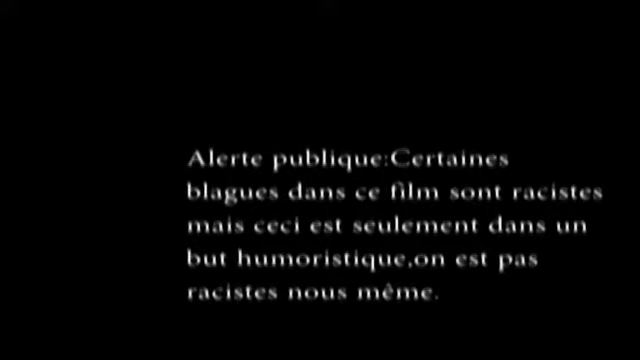 Alerte publique:Certaines
blagues dans ce film sont racistes
mais ceci est seulement dans un
but humoristique,on est pas
racistes nous même.